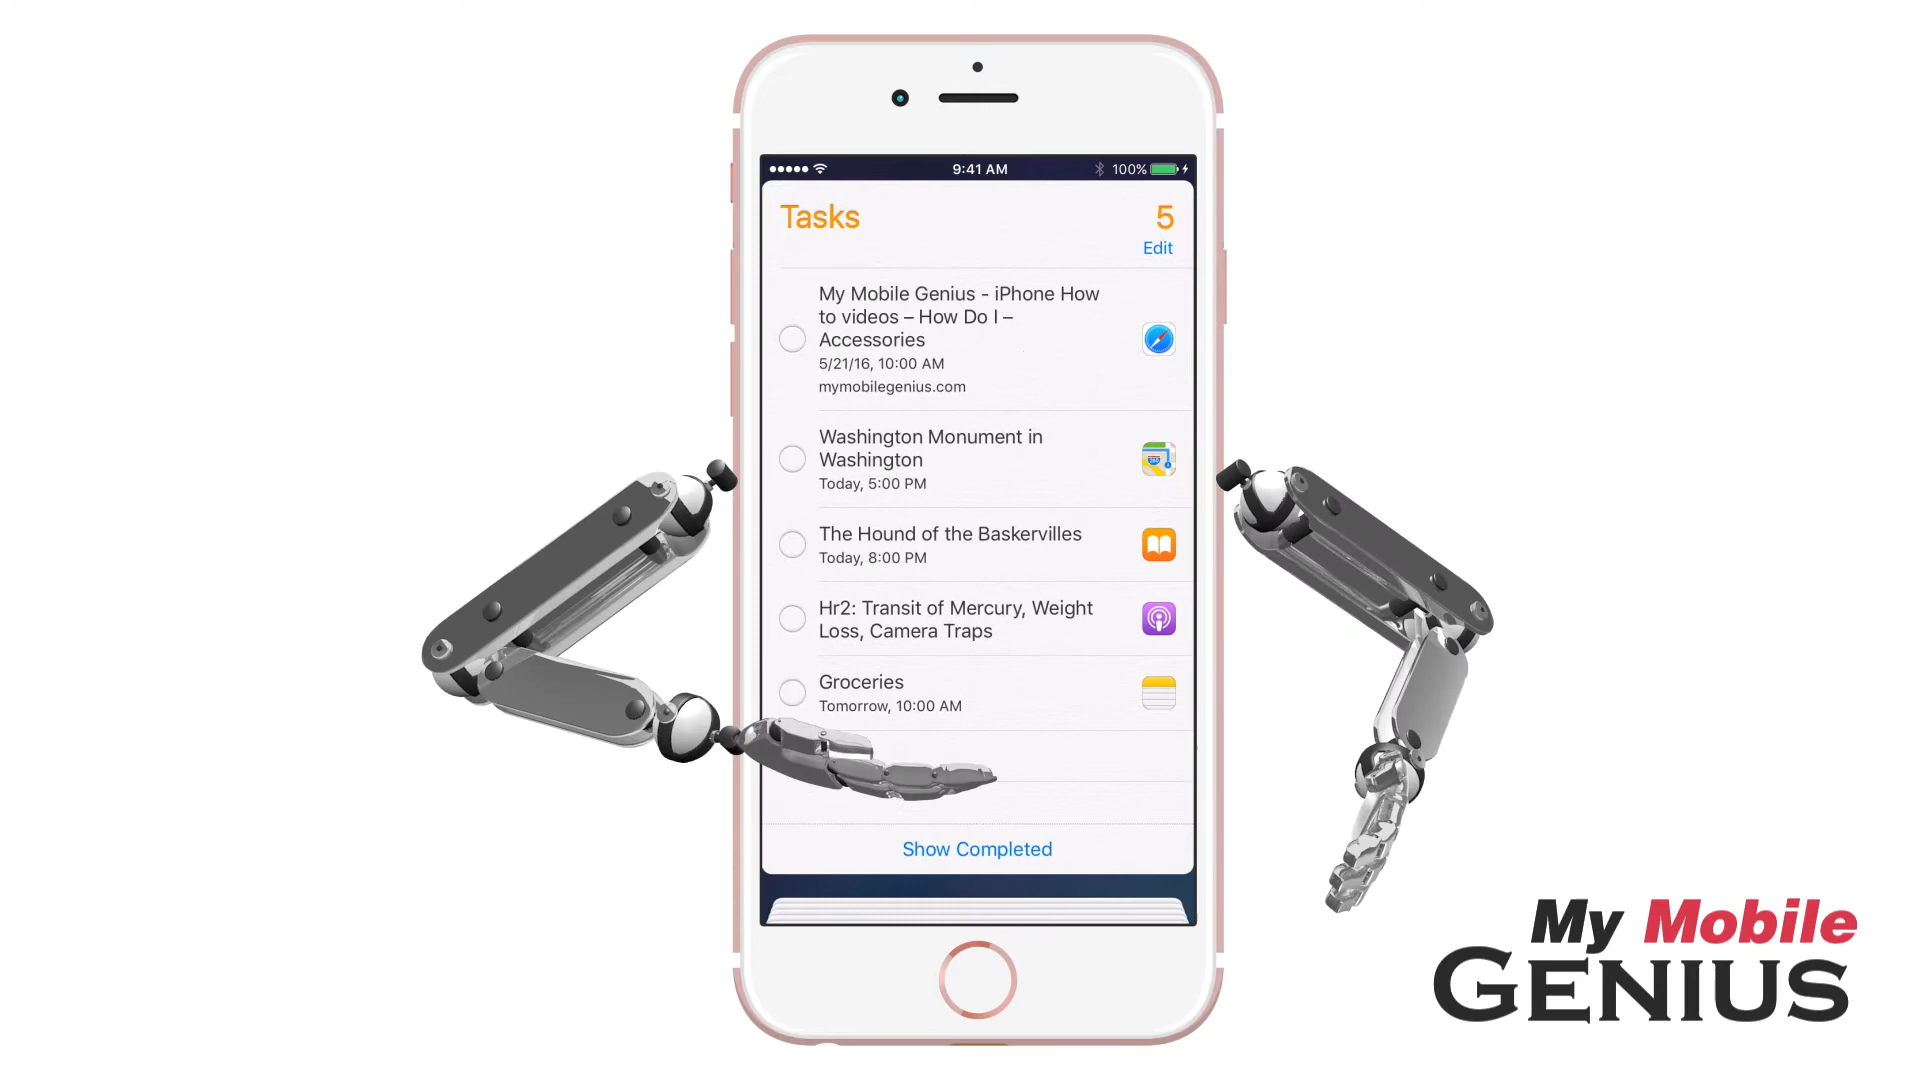 9:41 AM
100%
Tasks
5
Edit
My Mobile Genius - iPhone How
to videos – How Do I –
Accessories
5/21/16, 10:00 AM
mymobilegenius.com
Washington Monument in
Washington
Today, 5:00 PM
280
The Hound of the Baskervilles
Today, 8:00 PM
Hr2: Transit of Mercury, Weight
Loss, Camera Traps
Groceries
Tomorrow, 10:00 AM
Show Completed
My Mobile
GENIUS